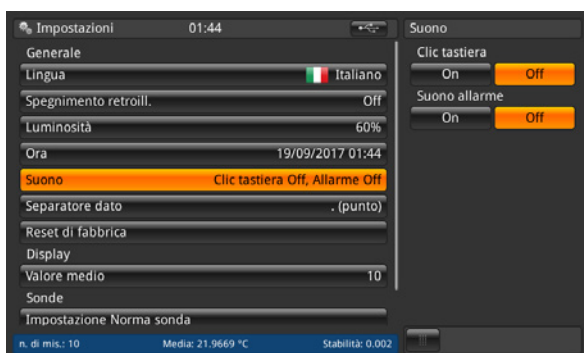 Impostazioni 01:44
Generale
Lingua Italiano
Spegnimento retroill. Off
Luminosità 60%
Ora 19/09/2017 01:44
Suono Clic tastiera Off, Allarme Off
Separatore dato . (punto)
Reset di fabbrica
Display
Valore medio 10
Sonde
Impostazione Norma sonda
n. di mis.: 10 Media: 21.9669 °C Stabilità: 0.002
Suono
Clic tastiera
On Off
Suono allarme
On Off